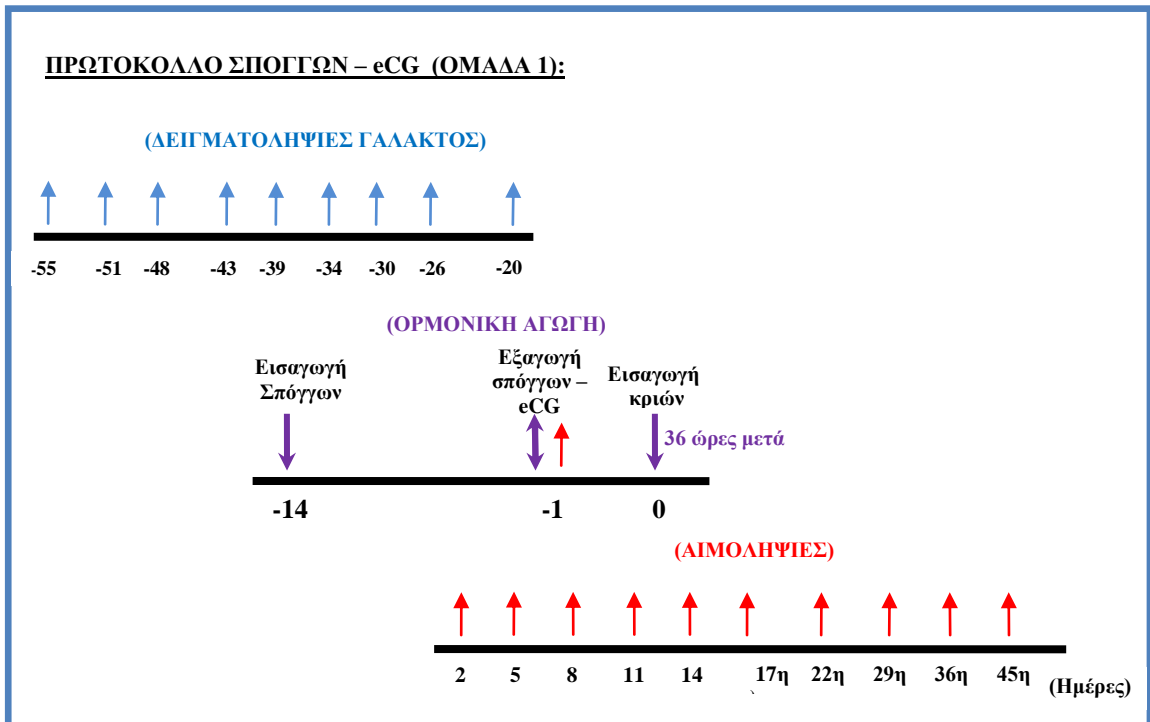 ΠΡΩΤΟΚΟΛΛΟ ΣΠΟΓΓΩΝ – eCG (ΟΜΑΔΑ 1):
(ΔΕΙΓΜΑΤΟΛΗΨΙΕΣ ΓΑΛΑΚΤΟΣ)
-55 -51 -48 -43 -39 -34 -30 -26 -20
(ΟΡΜΟΝΙΚΗ ΑΓΩΓΗ)
Εισαγωγή
Σπόγγων
Εξαγωγή
σπόγγων –
eCG
Εισαγωγή
κριών
36 ώρες μετά
-14 -1 0
(ΑΙΜΟΛΗΨΙΕΣ)
2 5 8 11 14 17η 22η 29η 36η 45η (Ημέρες)